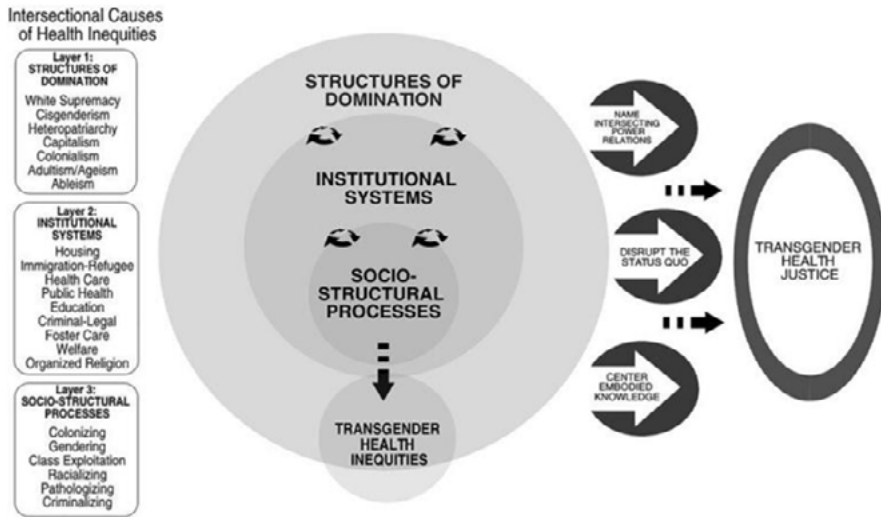 Intersectional Causes
of Health Inequities
Layer 1:
STRUCTURES OF
DOMINATION
White Supremacy
Cisgenderism
Heteropatriarchy
Capitalism
Colonialism
Adultism/Ageism
Ableism
Layer 2:
INSTITUTIONAL
SYSTEMS
Housing
Immigration-Refugee
Health Care
Public Health
Education
Criminal-Legal
Foster Care
Welfare
Organized Religion
Layer 3:
SOCIO-STRUCTURAL
PROCESSES
Colonizing
Gendering
Class Exploitation
Racializing
Pathologizing
Criminalizing
STRUCTURES OF
DOMINATION
INSTITUTIONAL
SYSTEMS
SOCIO-
STRUCTURAL
PROCESSES
TRANSGENDER
HEALTH
INEQUITIES
NAME
INTERSECTING
POWER
RELATIONS
DISRUPT THE
STATUS QUO
CENTER
EMBODIED
KNOWLEDGE
TRANSGENDER
HEALTH
JUSTICE